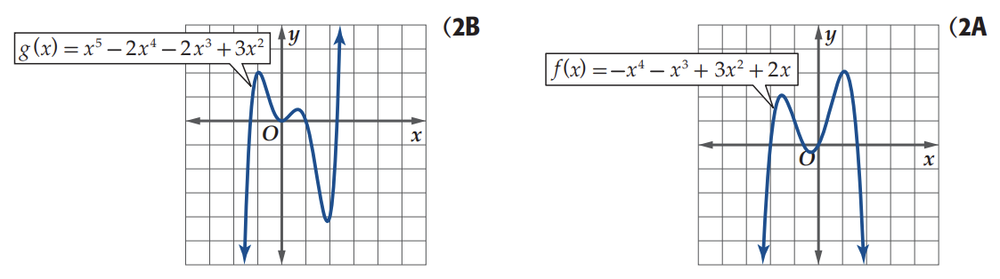 (2A
f(x) = −x⁴ − x³ + 3x² + 2x
y
x
O
(2B
g(x) = x⁵ − 2x⁴ − 2x³ + 3x²
y
x
O